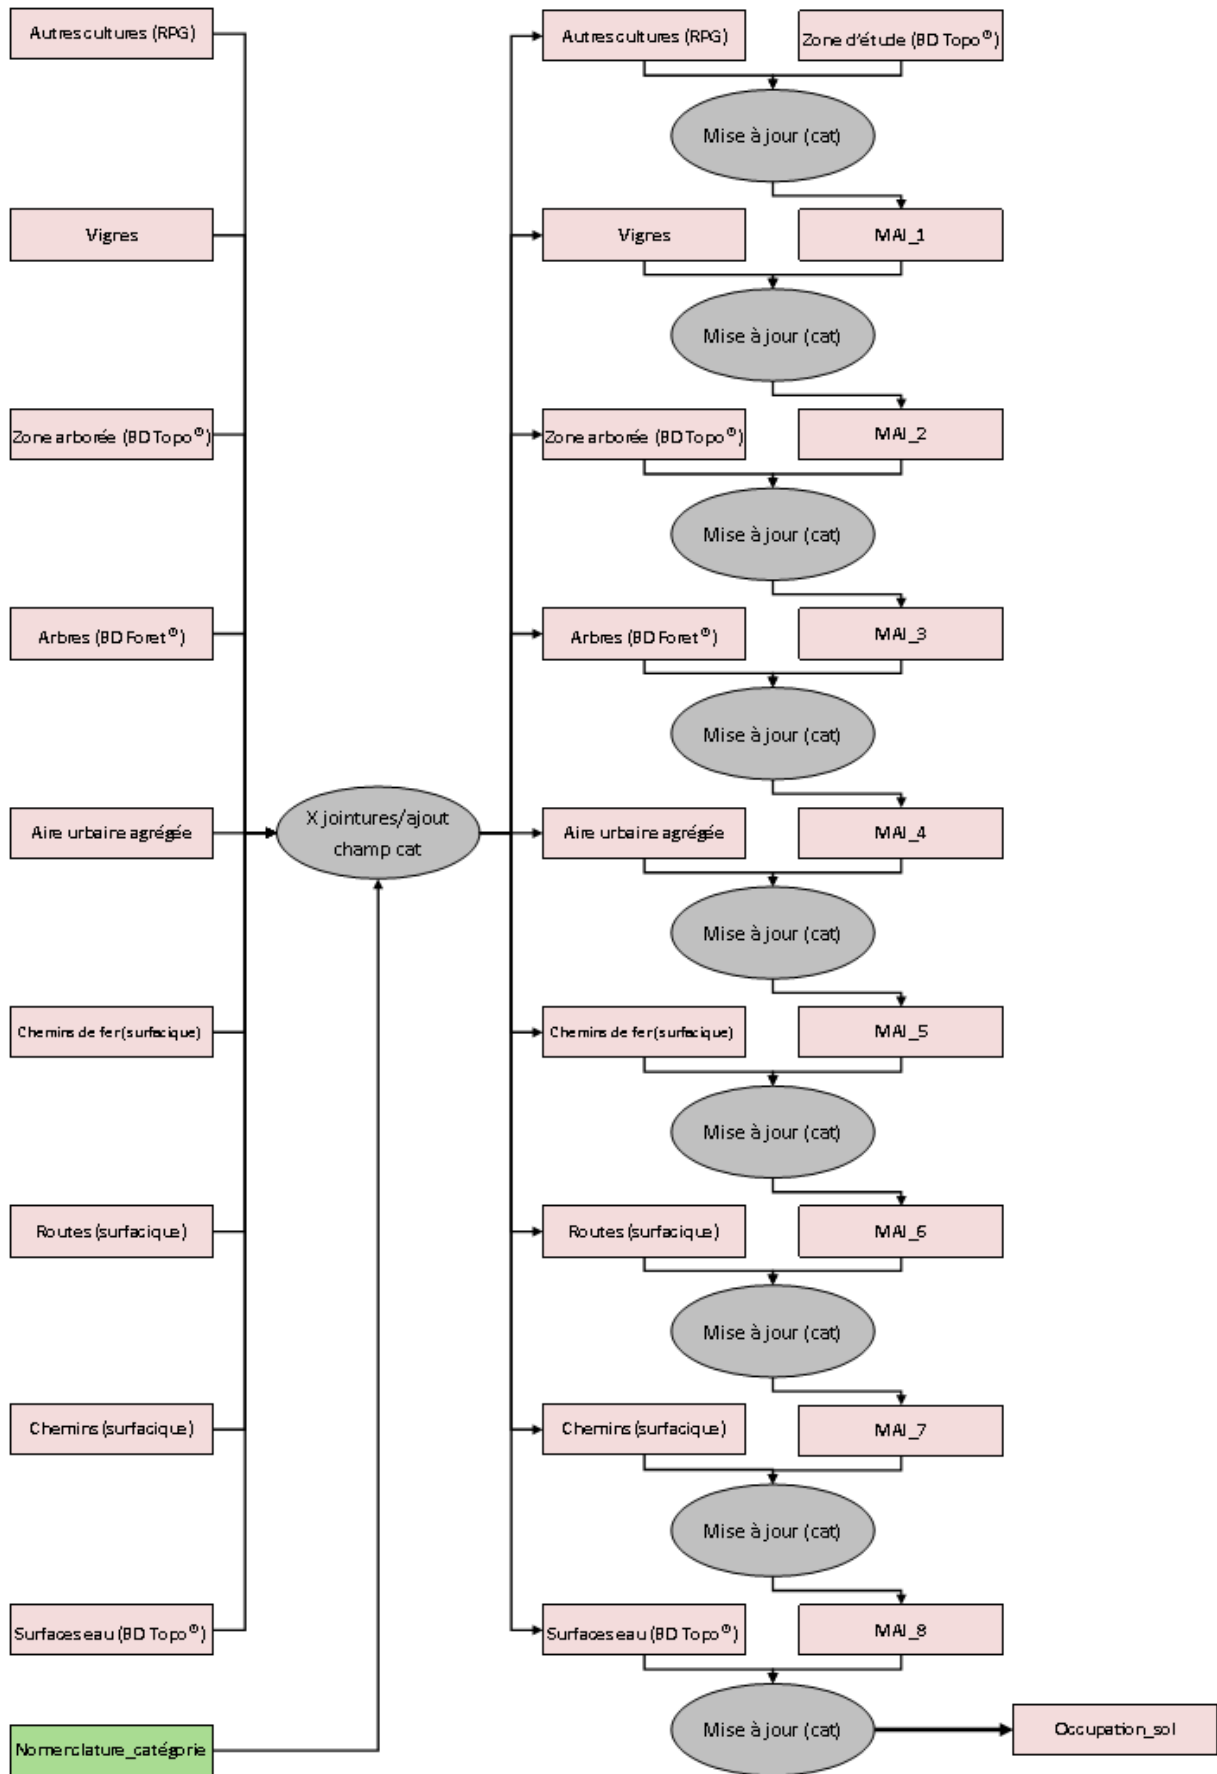 Autres cultures (RPG)
Autres cultures (RPG)
Zone d'étude (BD Topo®)
Mise à jour (cat)
Vignes
Vignes
MAJ_1
Mise à jour (cat)
Zone arborée (BD Topo®)
Zone arborée (BD Topo®)
MAJ_2
Mise à jour (cat)
Arbres (BD Foret®)
Arbres (BD Foret®)
MAJ_3
Mise à jour (cat)
Aire urbaine agrégée
X jointures/ajout
champ cat
Aire urbaine agrégée
MAJ_4
Mise à jour (cat)
Chemins de fer (surfacique)
Chemins de fer (surfacique)
MAJ_5
Mise à jour (cat)
Routes (surfacique)
Routes (surfacique)
MAJ_6
Mise à jour (cat)
Chemins (surfacique)
Chemins (surfacique)
MAJ_7
Mise à jour (cat)
Surfaces eau (BD Topo®)
Surfaces eau (BD Topo®)
MAJ_8
Nomenclature_catégorie
Mise à jour (cat)
Occupation_sol